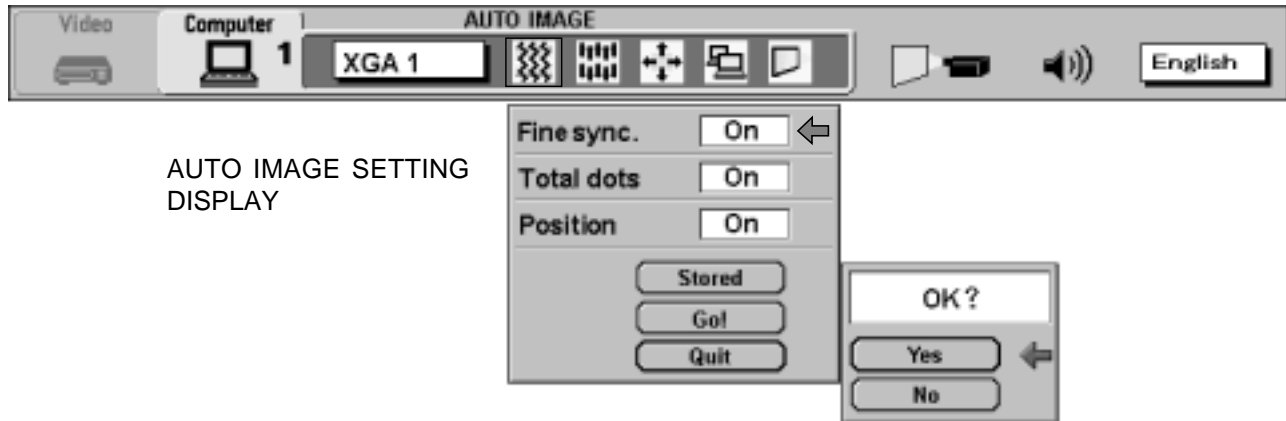 Video
Computer
AUTO IMAGE
1
XGA 1
English
Fine sync. On
AUTO IMAGE SETTING
DISPLAY
Total dots On
Position On
Stored
Go!
Quit
OK?
Yes
No